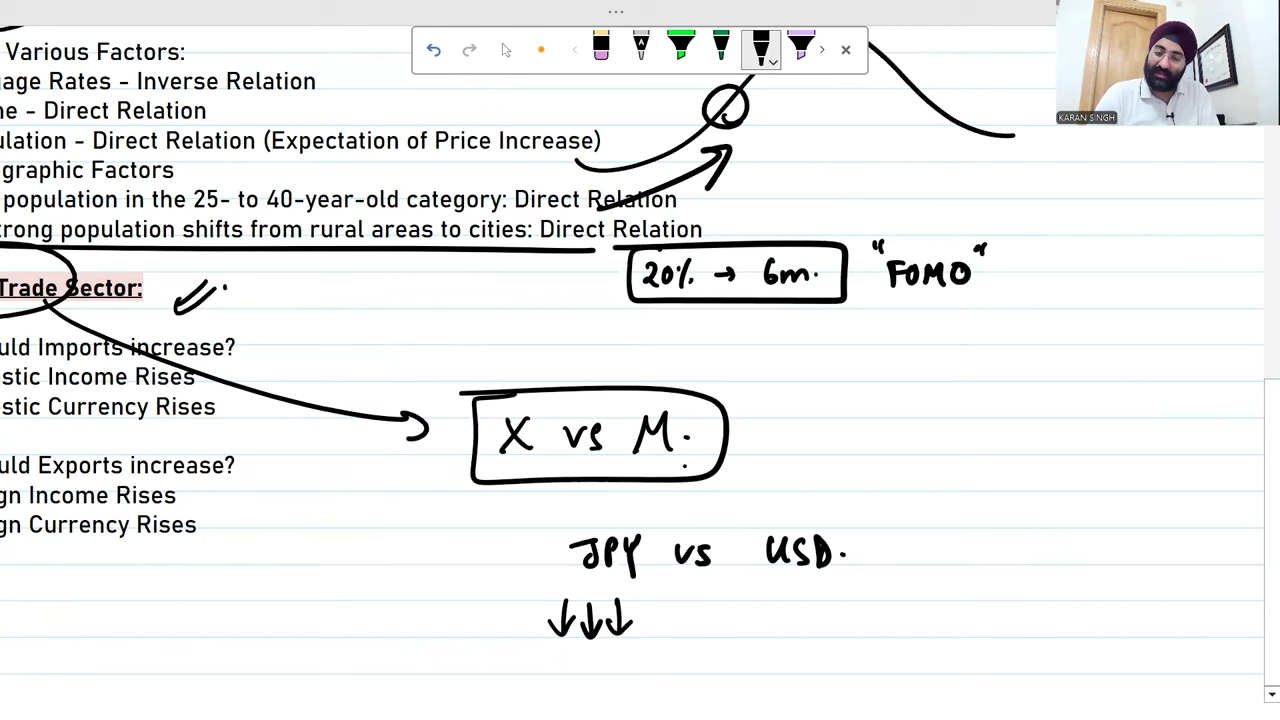 Various Factors:
gage Rates - Inverse Relation
ne - Direct Relation
ulation - Direct Relation (Expectation of Price Increase)
graphic Factors
population in the 25- to 40-year-old category: Direct Relation
trong population shifts from rural areas to cities: Direct Relation
20% → 6m. "FOMO"
Trade Sector:
uld Imports increase?
stic Income Rises
stic Currency Rises
X vs M.
uld Exports increase?
gn Income Rises
gn Currency Rises
JPY vs USD.
↓↓↓
KARAN SINGH